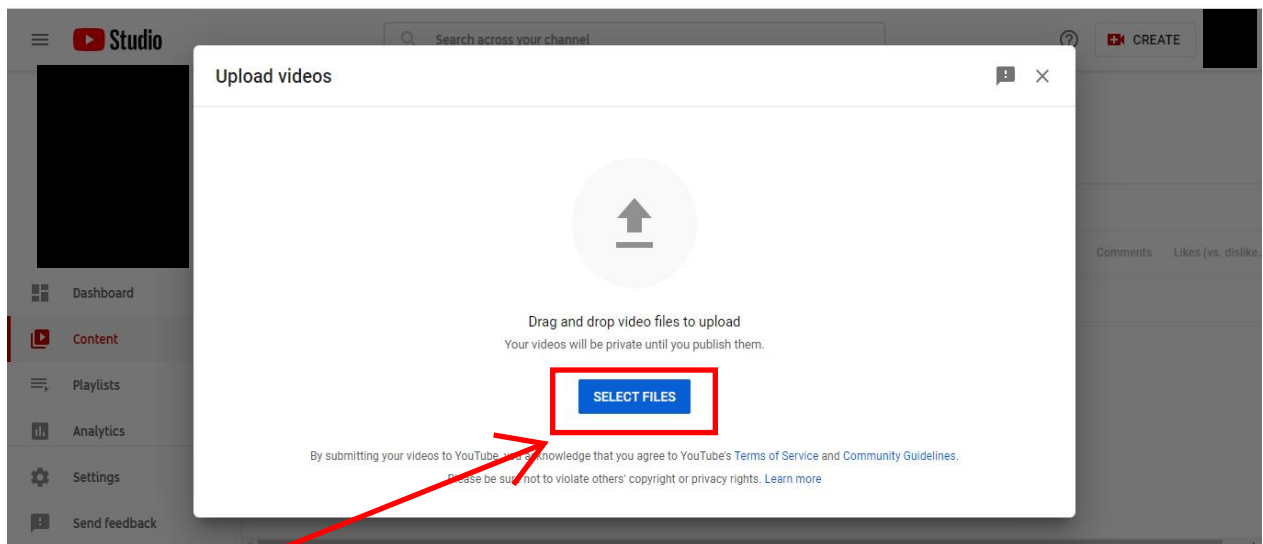 Studio
Search across your channel
CREATE
Upload videos
Comments Likes (vs. dislike...
Dashboard
Content
Playlists
Analytics
Settings
Send feedback
Drag and drop video files to upload
Your videos will be private until you publish them.
SELECT FILES
By submitting your videos to YouTube, you acknowledge that you agree to YouTube's Terms of Service and Community Guidelines.
Please be sure not to violate others' copyright or privacy rights. Learn more